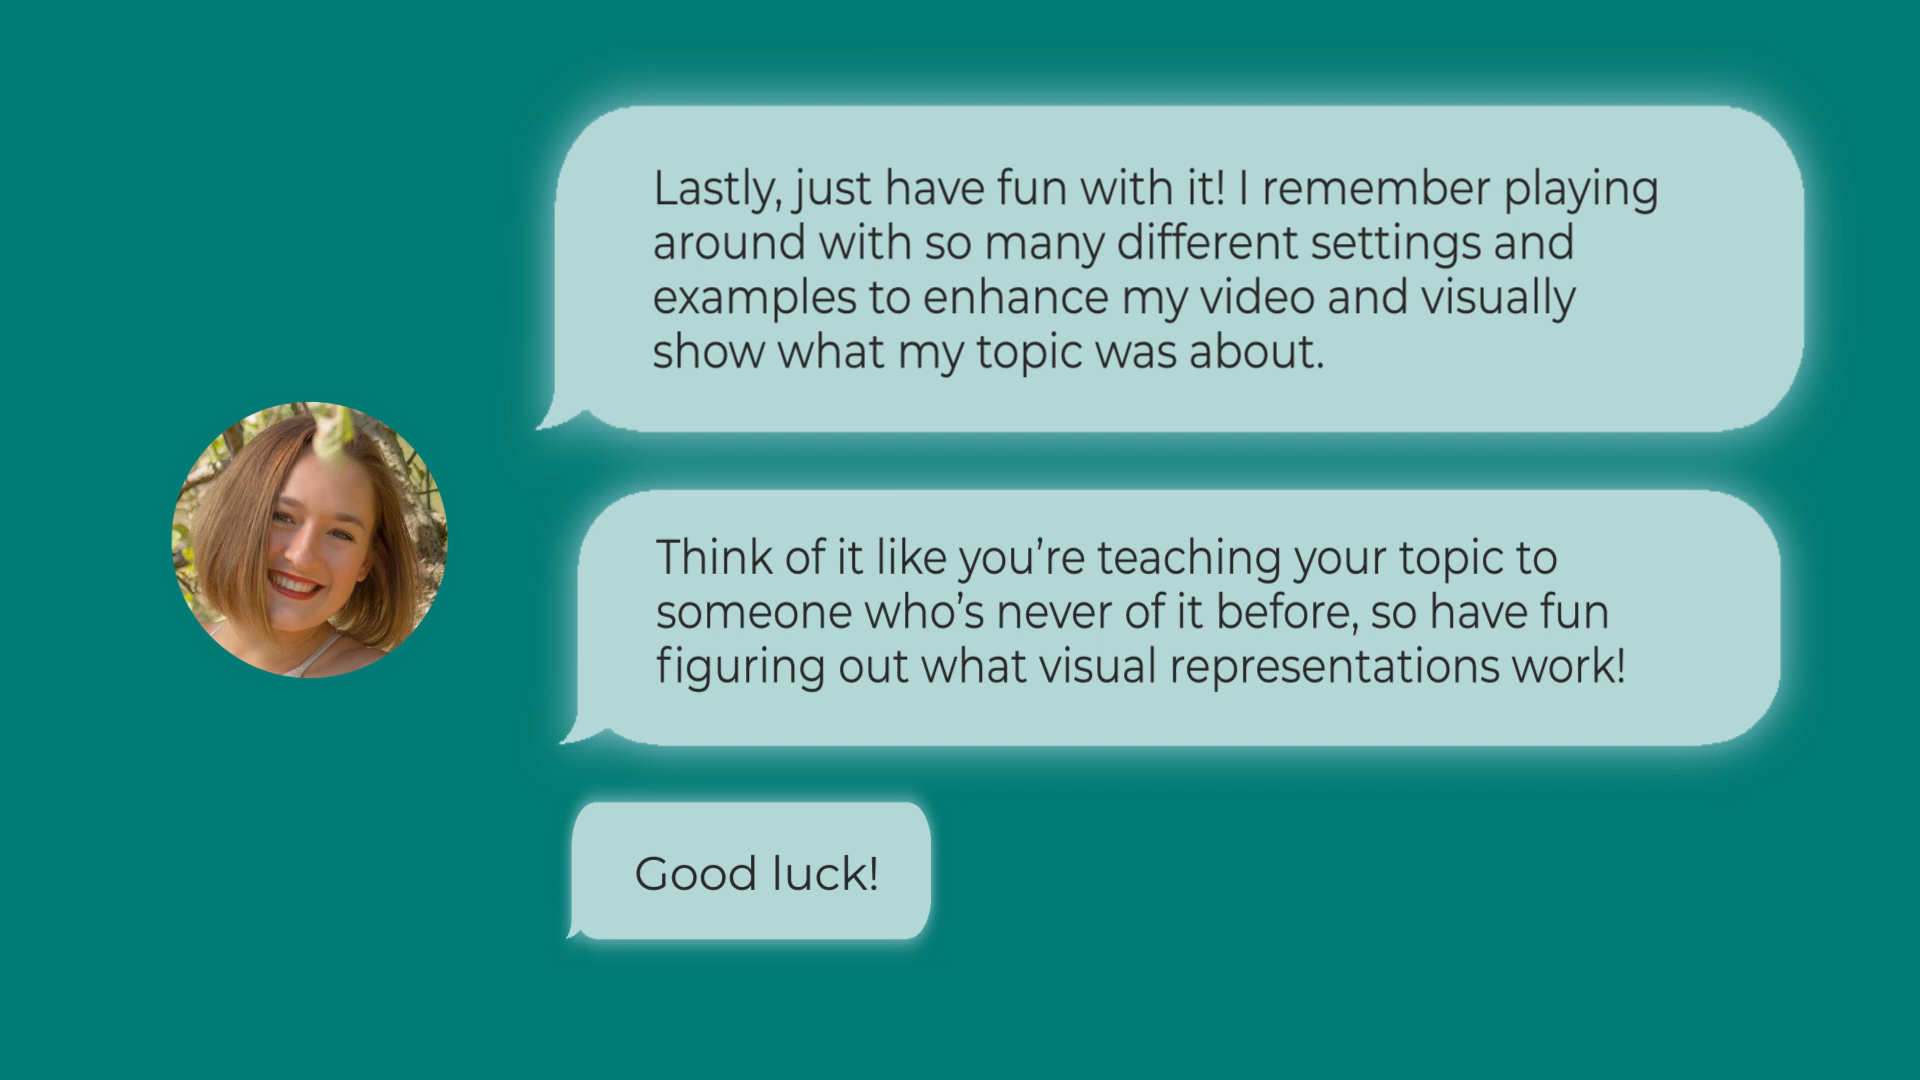 Lastly, just have fun with it! I remember playing
around with so many different settings and
examples to enhance my video and visually
show what my topic was about.
Think of it like you’re teaching your topic to
someone who’s never of it before, so have fun
figuring out what visual representations work!
Good luck!